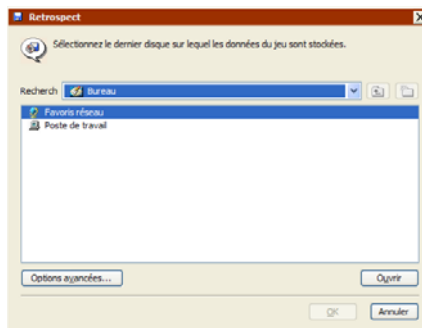 Retrospect
Sélectionnez le dernier disque sur lequel les données du jeu sont stockées.
Recherch Bureau
Favoris réseau
Poste de travail
Options avancées... Ouvrir
OK Annuler